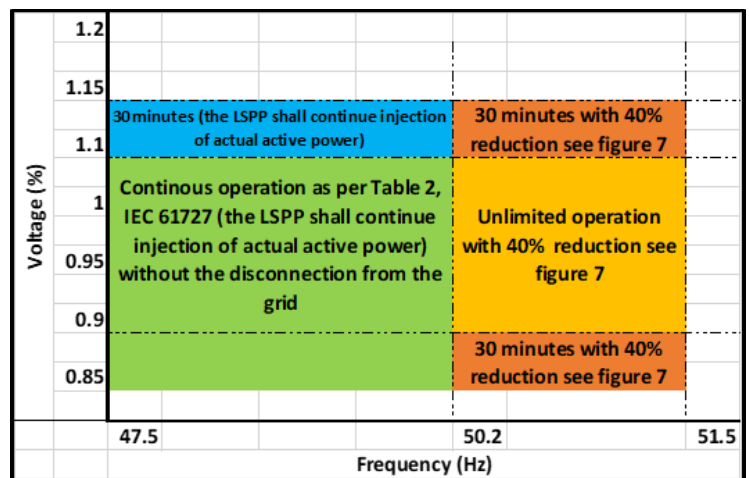 1.2
1.15
30 minutes (the LSPP shall continue injection
of actual active power)
30 minutes with 40%
reduction see figure 7
1.1
Continous operation as per Table 2,
IEC 61727 (the LSPP shall continue
injection of actual active power)
without the disconnection from the
grid
Unlimited operation
with 40% reduction see
figure 7
1
0.95
0.9
30 minutes with 40%
reduction see figure 7
0.85
Voltage (%)
47.5
50.2
51.5
Frequency (Hz)